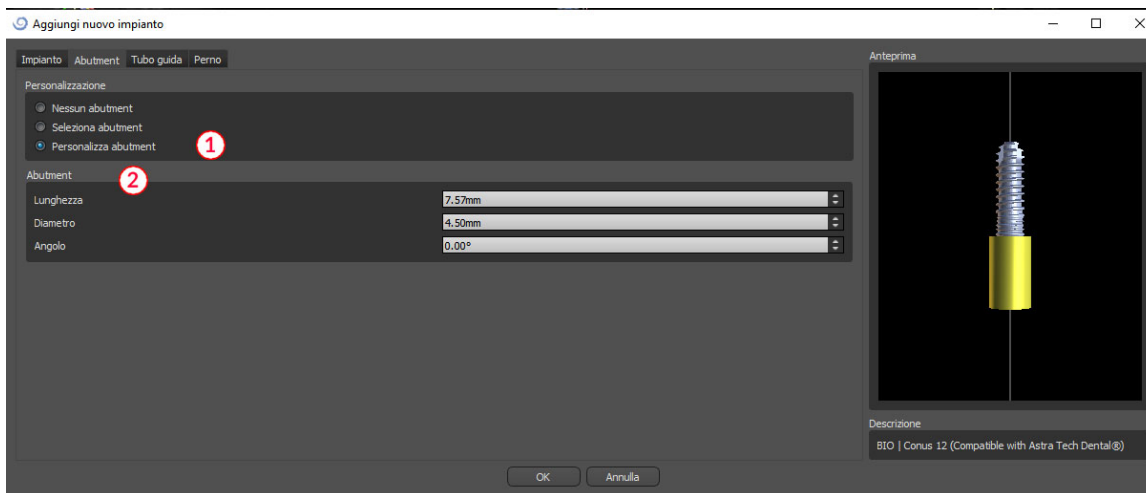 Aggiungi nuovo impianto
Impianto Abutment Tubo guida Perno
Personalizzazione
Nessun abutment
Seleziona abutment
Personalizza abutment 1
Abutment 2
Lunghezza 7.57mm
Diametro 4.50mm
Angolo 0.00°
OK Annulla
Anteprima
Descrizione
BIO | Conus 12 (Compatible with Astra Tech Dental®)